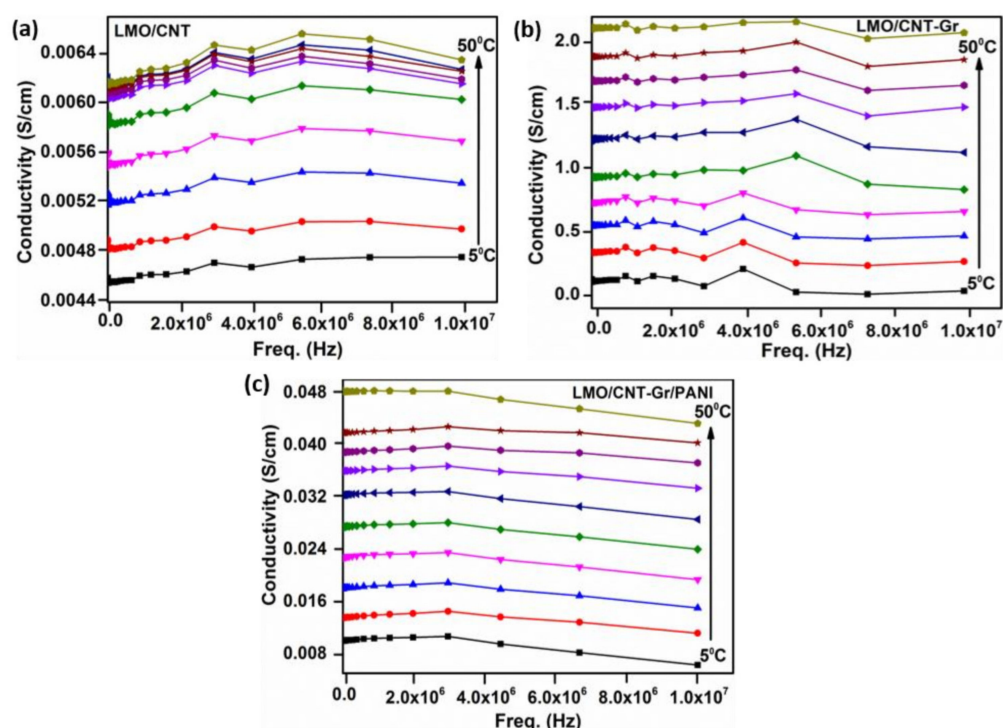 (a)
LMO/CNT
50⁰C
5⁰C
0.0064
0.0060
0.0056
0.0052
0.0048
0.0044
Conductivity (S/cm)
0.0
2.0x10⁶
4.0x10⁶
6.0x10⁶
8.0x10⁶
1.0x10⁷
Freq. (Hz)
(b)
LMO/CNT-Gr
50⁰C
5⁰C
2.0
1.5
1.0
0.5
0.0
Conductivity (S/cm)
0.0
2.0x10⁶
4.0x10⁶
6.0x10⁶
8.0x10⁶
1.0x10⁷
Freq. (Hz)
(c)
LMO/CNT-Gr/PANI
50⁰C
5⁰C
0.048
0.040
0.032
0.024
0.016
0.008
Conductivity (S/cm)
0.0
2.0x10⁶
4.0x10⁶
6.0x10⁶
8.0x10⁶
1.0x10⁷
Freq. (Hz)